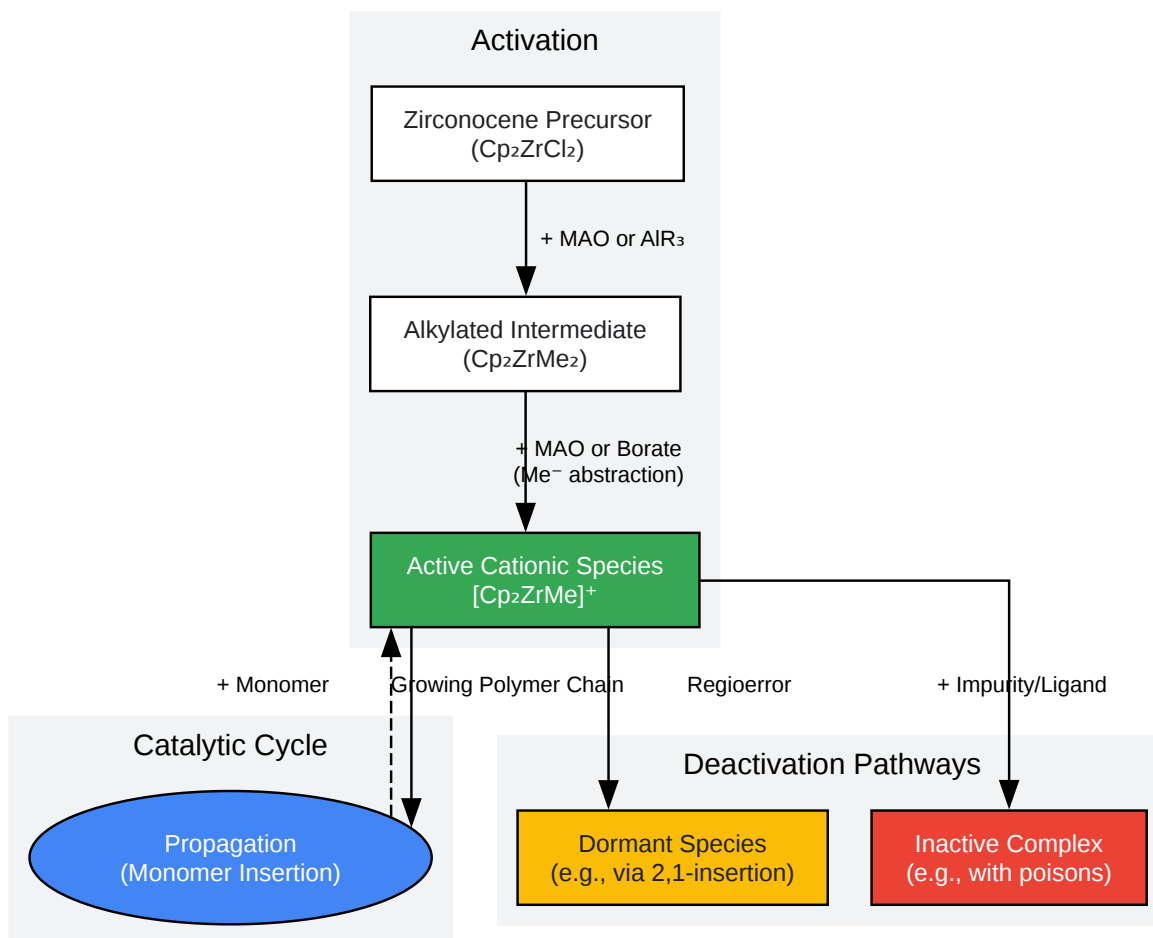 Activation
Zirconocene Precursor
(Cp₂ZrCl₂)
+ MAO or AlR₃
Alkylated Intermediate
(Cp₂ZrMe₂)
+ MAO or Borate
(Me⁻ abstraction)
Active Cationic Species
[Cp₂ZrMe]⁺
+ Monomer
Growing Polymer Chain
Regioerror
+ Impurity/Ligand
Catalytic Cycle
Propagation
(Monomer Insertion)
Deactivation Pathways
Dormant Species
(e.g., via 2,1-insertion)
Inactive Complex
(e.g., with poisons)